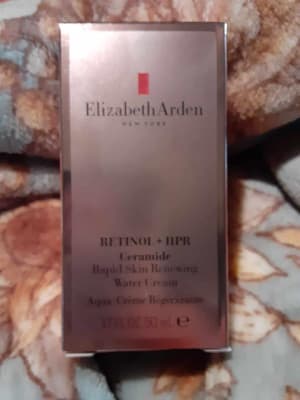 ElizabethArden
NEW YORK
RETINOL + HPR
Ceramide
Rapid Skin Renewing
Water Cream
Aqua-Crème Régénérante
1.7 FL. OZ. 50 mL ℮